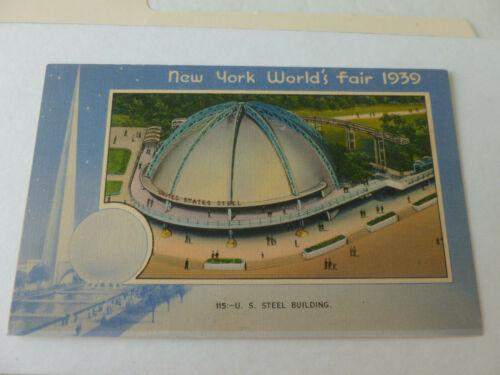 New York World's Fair 1939
UNITED STATES STEEL
115:-U. S. STEEL BUILDING.